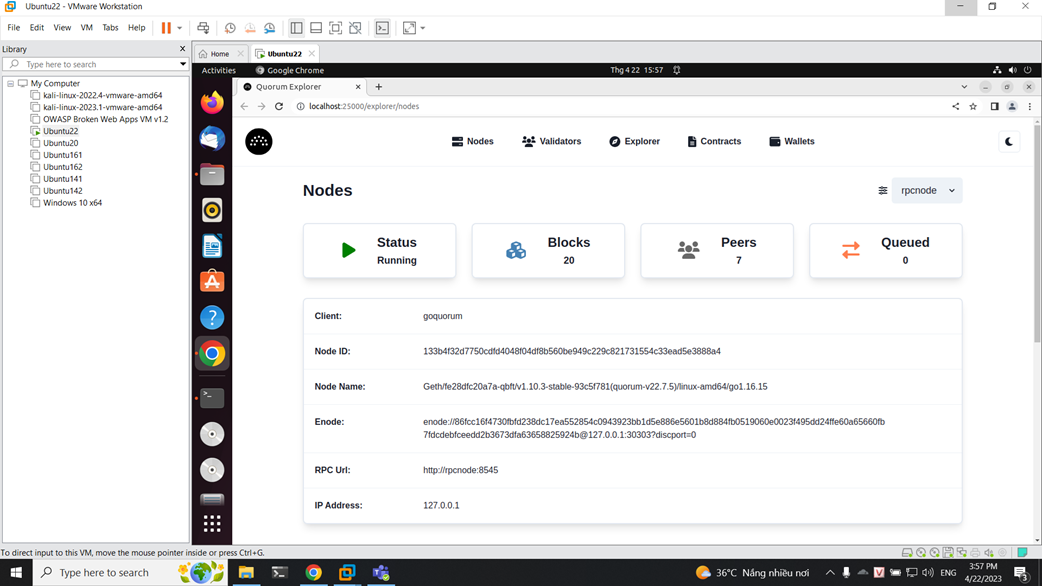 Ubuntu22 - VMware Workstation
File Edit View VM Tabs Help
Library
Type here to search
My Computer
kali-linux-2022.4-vmware-amd64
kali-linux-2023.1-vmware-amd64
OWASP Broken Web Apps VM v1.2
Ubuntu22
Ubuntu20
Ubuntu161
Ubuntu162
Ubuntu141
Ubuntu142
Windows 10 x64
Home Ubuntu22
Activities Google Chrome Thg 4 22 15:57
Quorum Explorer
localhost:25000/explorer/nodes
Nodes Validators Explorer Contracts Wallets
Nodes rpcnode
Status Blocks Peers Queued
Running 20 7 0
Client: goquorum
Node ID: 133b4f32d7750cdfd4048f04df8b560be949c229c821731554c33ead5e3888a4
Node Name: Geth/fe28dfc20a7a-qbft/v1.10.3-stable-93c5f781(quorum-v22.7.5)/linux-amd64/go1.16.15
Enode: enode://86fcc16f4730fbfd238dc17ea552854c0943923bb1d5e886e5601b8d884fb0519060e0023f495dd24ffe60a65660fb
7fdcdebfceedd2b3673dfa63658825924b@127.0.0.1:30303?discport=0
RPC Url: http://rpcnode:8545
IP Address: 127.0.0.1
To direct input to this VM, move the mouse pointer inside or press Ctrl+G.
Type here to search
36°C Nắng nhiều nơi
ENG
3:57 PM
4/22/2023
3